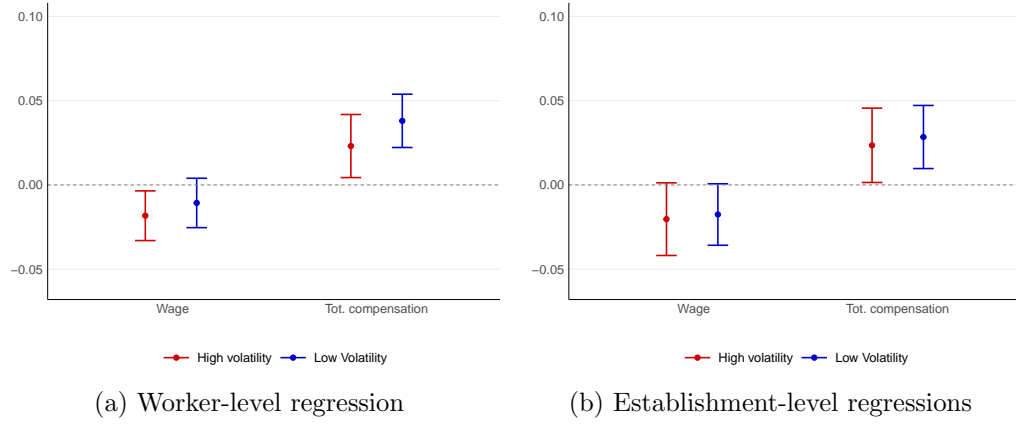 0.10
0.05
0.00
−0.05
Wage
Tot. compensation
High volatility
Low Volatility
(a) Worker-level regression
0.10
0.05
0.00
−0.05
Wage
Tot. compensation
High volatility
Low Volatility
(b) Establishment-level regressions